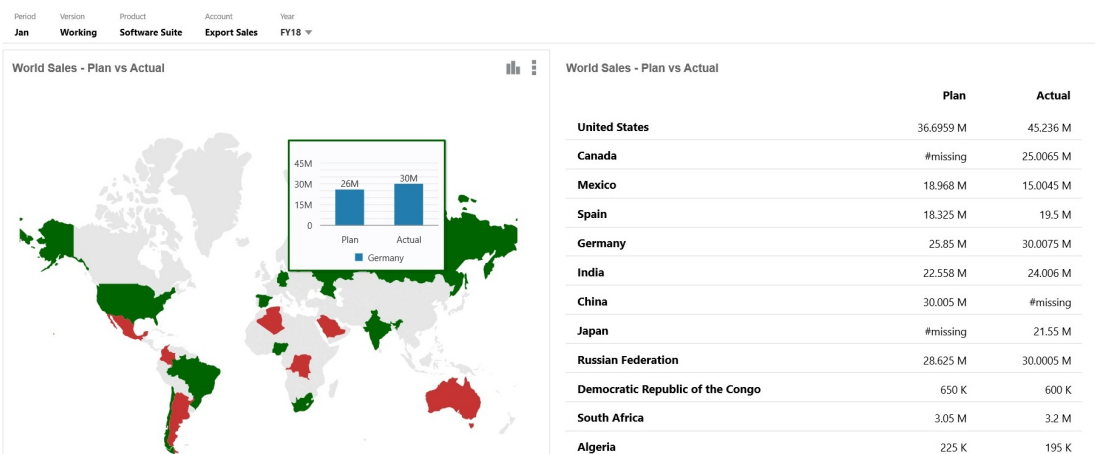 Period Version Product Account Year
Jan Working Software Suite Export Sales FY18
World Sales - Plan vs Actual
45M
30M
15M
0
26M
30M
Plan Actual
Germany
World Sales - Plan vs Actual
Plan Actual
United States 36.6959 M 45.236 M
Canada #missing 25.0065 M
Mexico 18.968 M 15.0045 M
Spain 18.325 M 19.5 M
Germany 25.85 M 30.0075 M
India 22.558 M 24.006 M
China 30.005 M #missing
Japan #missing 21.55 M
Russian Federation 28.625 M 30.0005 M
Democratic Republic of the Congo 650 K 600 K
South Africa 3.05 M 3.2 M
Algeria 225 K 195 K